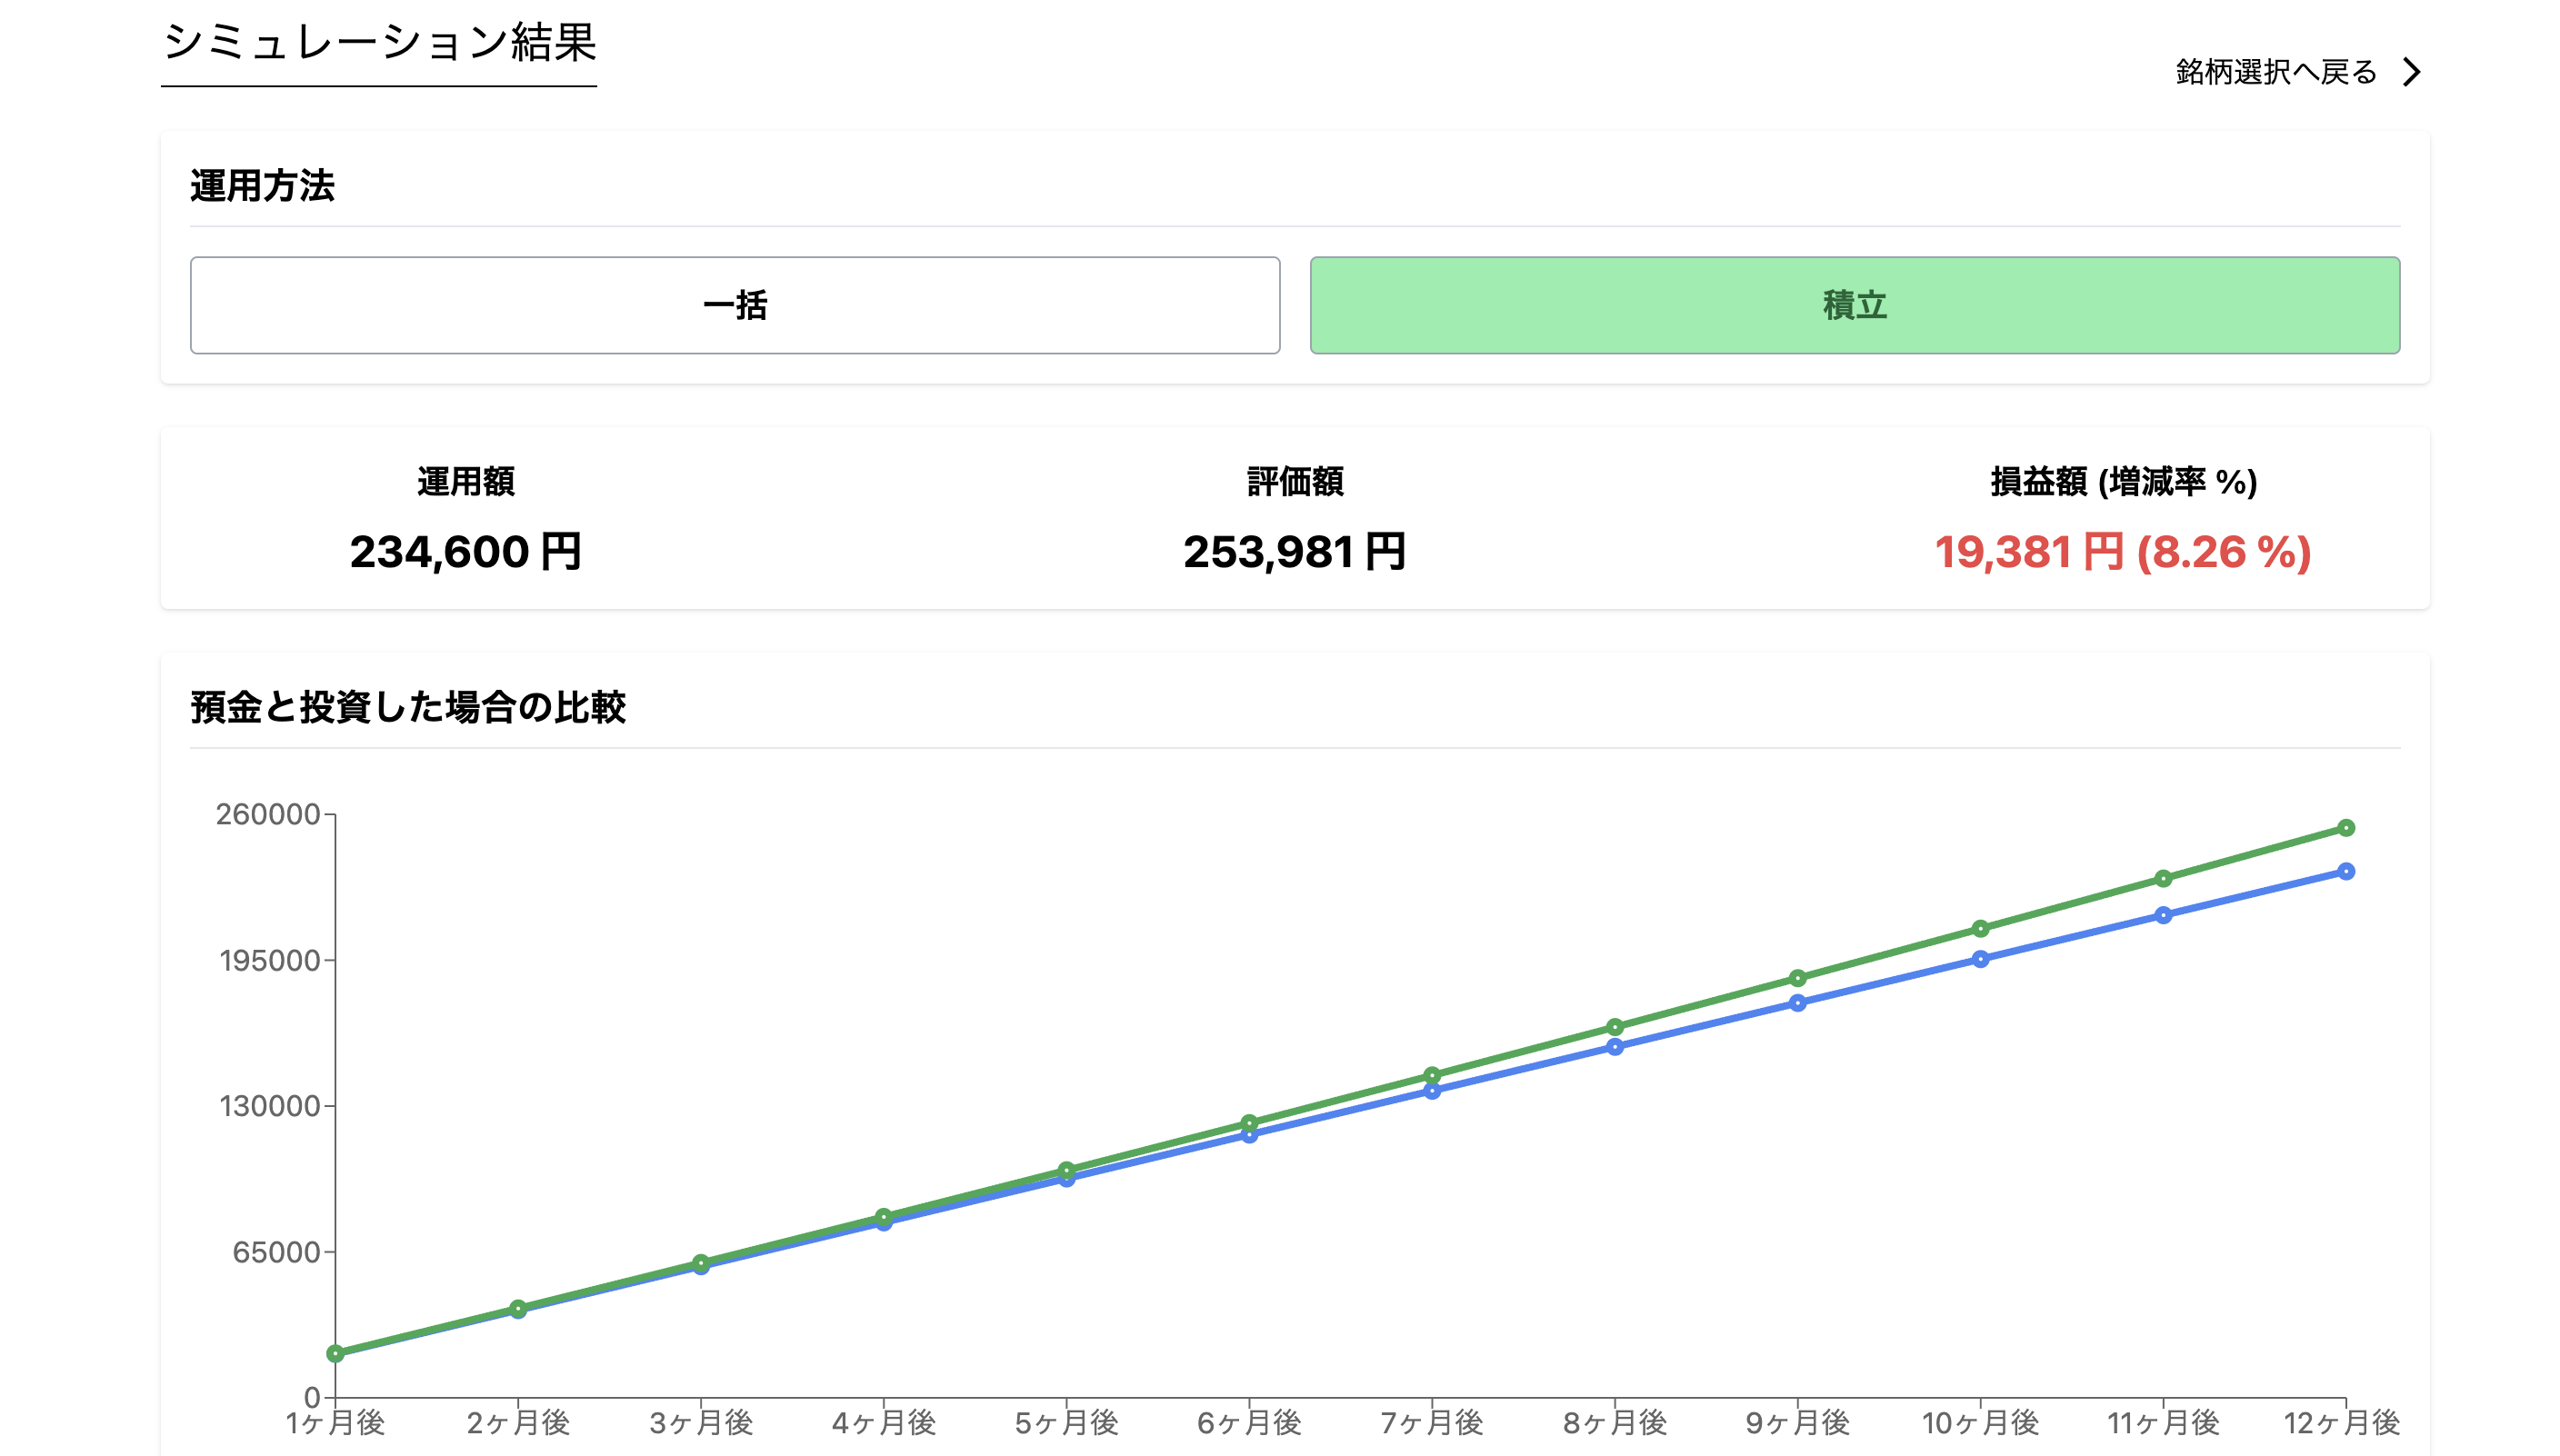 シミュレーション結果
銘柄選択へ戻る
運用方法
一括 積立
運用額 評価額 損益額 (増減率 %)
234,600 円 253,981 円 19,381 円 (8.26 %)
預金と投資した場合の比較
260000
195000
130000
65000
0
1ヶ月後 2ヶ月後 3ヶ月後 4ヶ月後 5ヶ月後 6ヶ月後 7ヶ月後 8ヶ月後 9ヶ月後 10ヶ月後 11ヶ月後 12ヶ月後